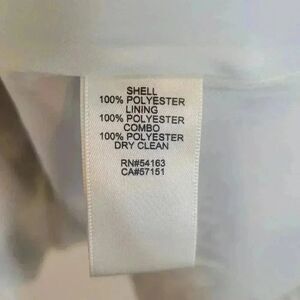 SHELL
100% POLYESTER
LINING
100% POLYESTER
COMBO
100% POLYESTER
DRY CLEAN
RN#54163
CA#57151